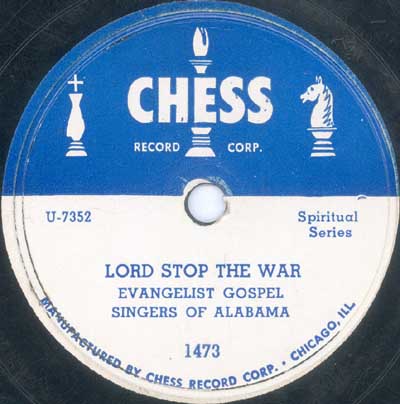 CHESS
RECORD CORP.
U-7352
Spiritual
Series
LORD STOP THE WAR
EVANGELIST GOSPEL
SINGERS OF ALABAMA
1473
MANUFACTURED BY CHESS RECORD CORP. • CHICAGO, ILL.